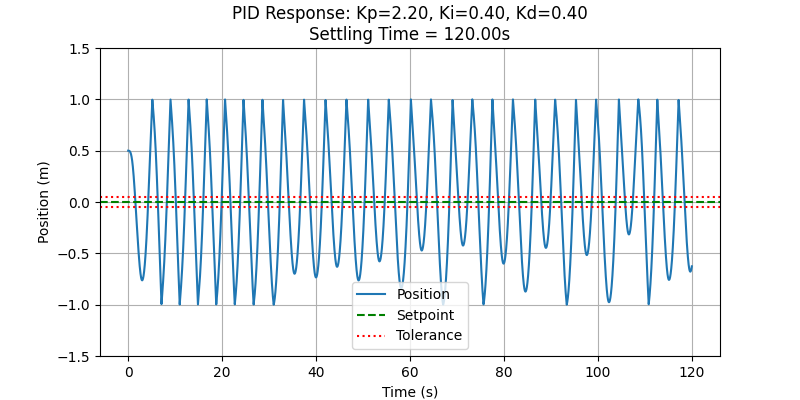 PID Response: Kp=2.20, Ki=0.40, Kd=0.40
Settling Time = 120.00s
1.5
1.0
0.5
0.0
−0.5
−1.0
−1.5
Position (m)
Position
Setpoint
Tolerance
0
20
40
60
80
100
120
Time (s)